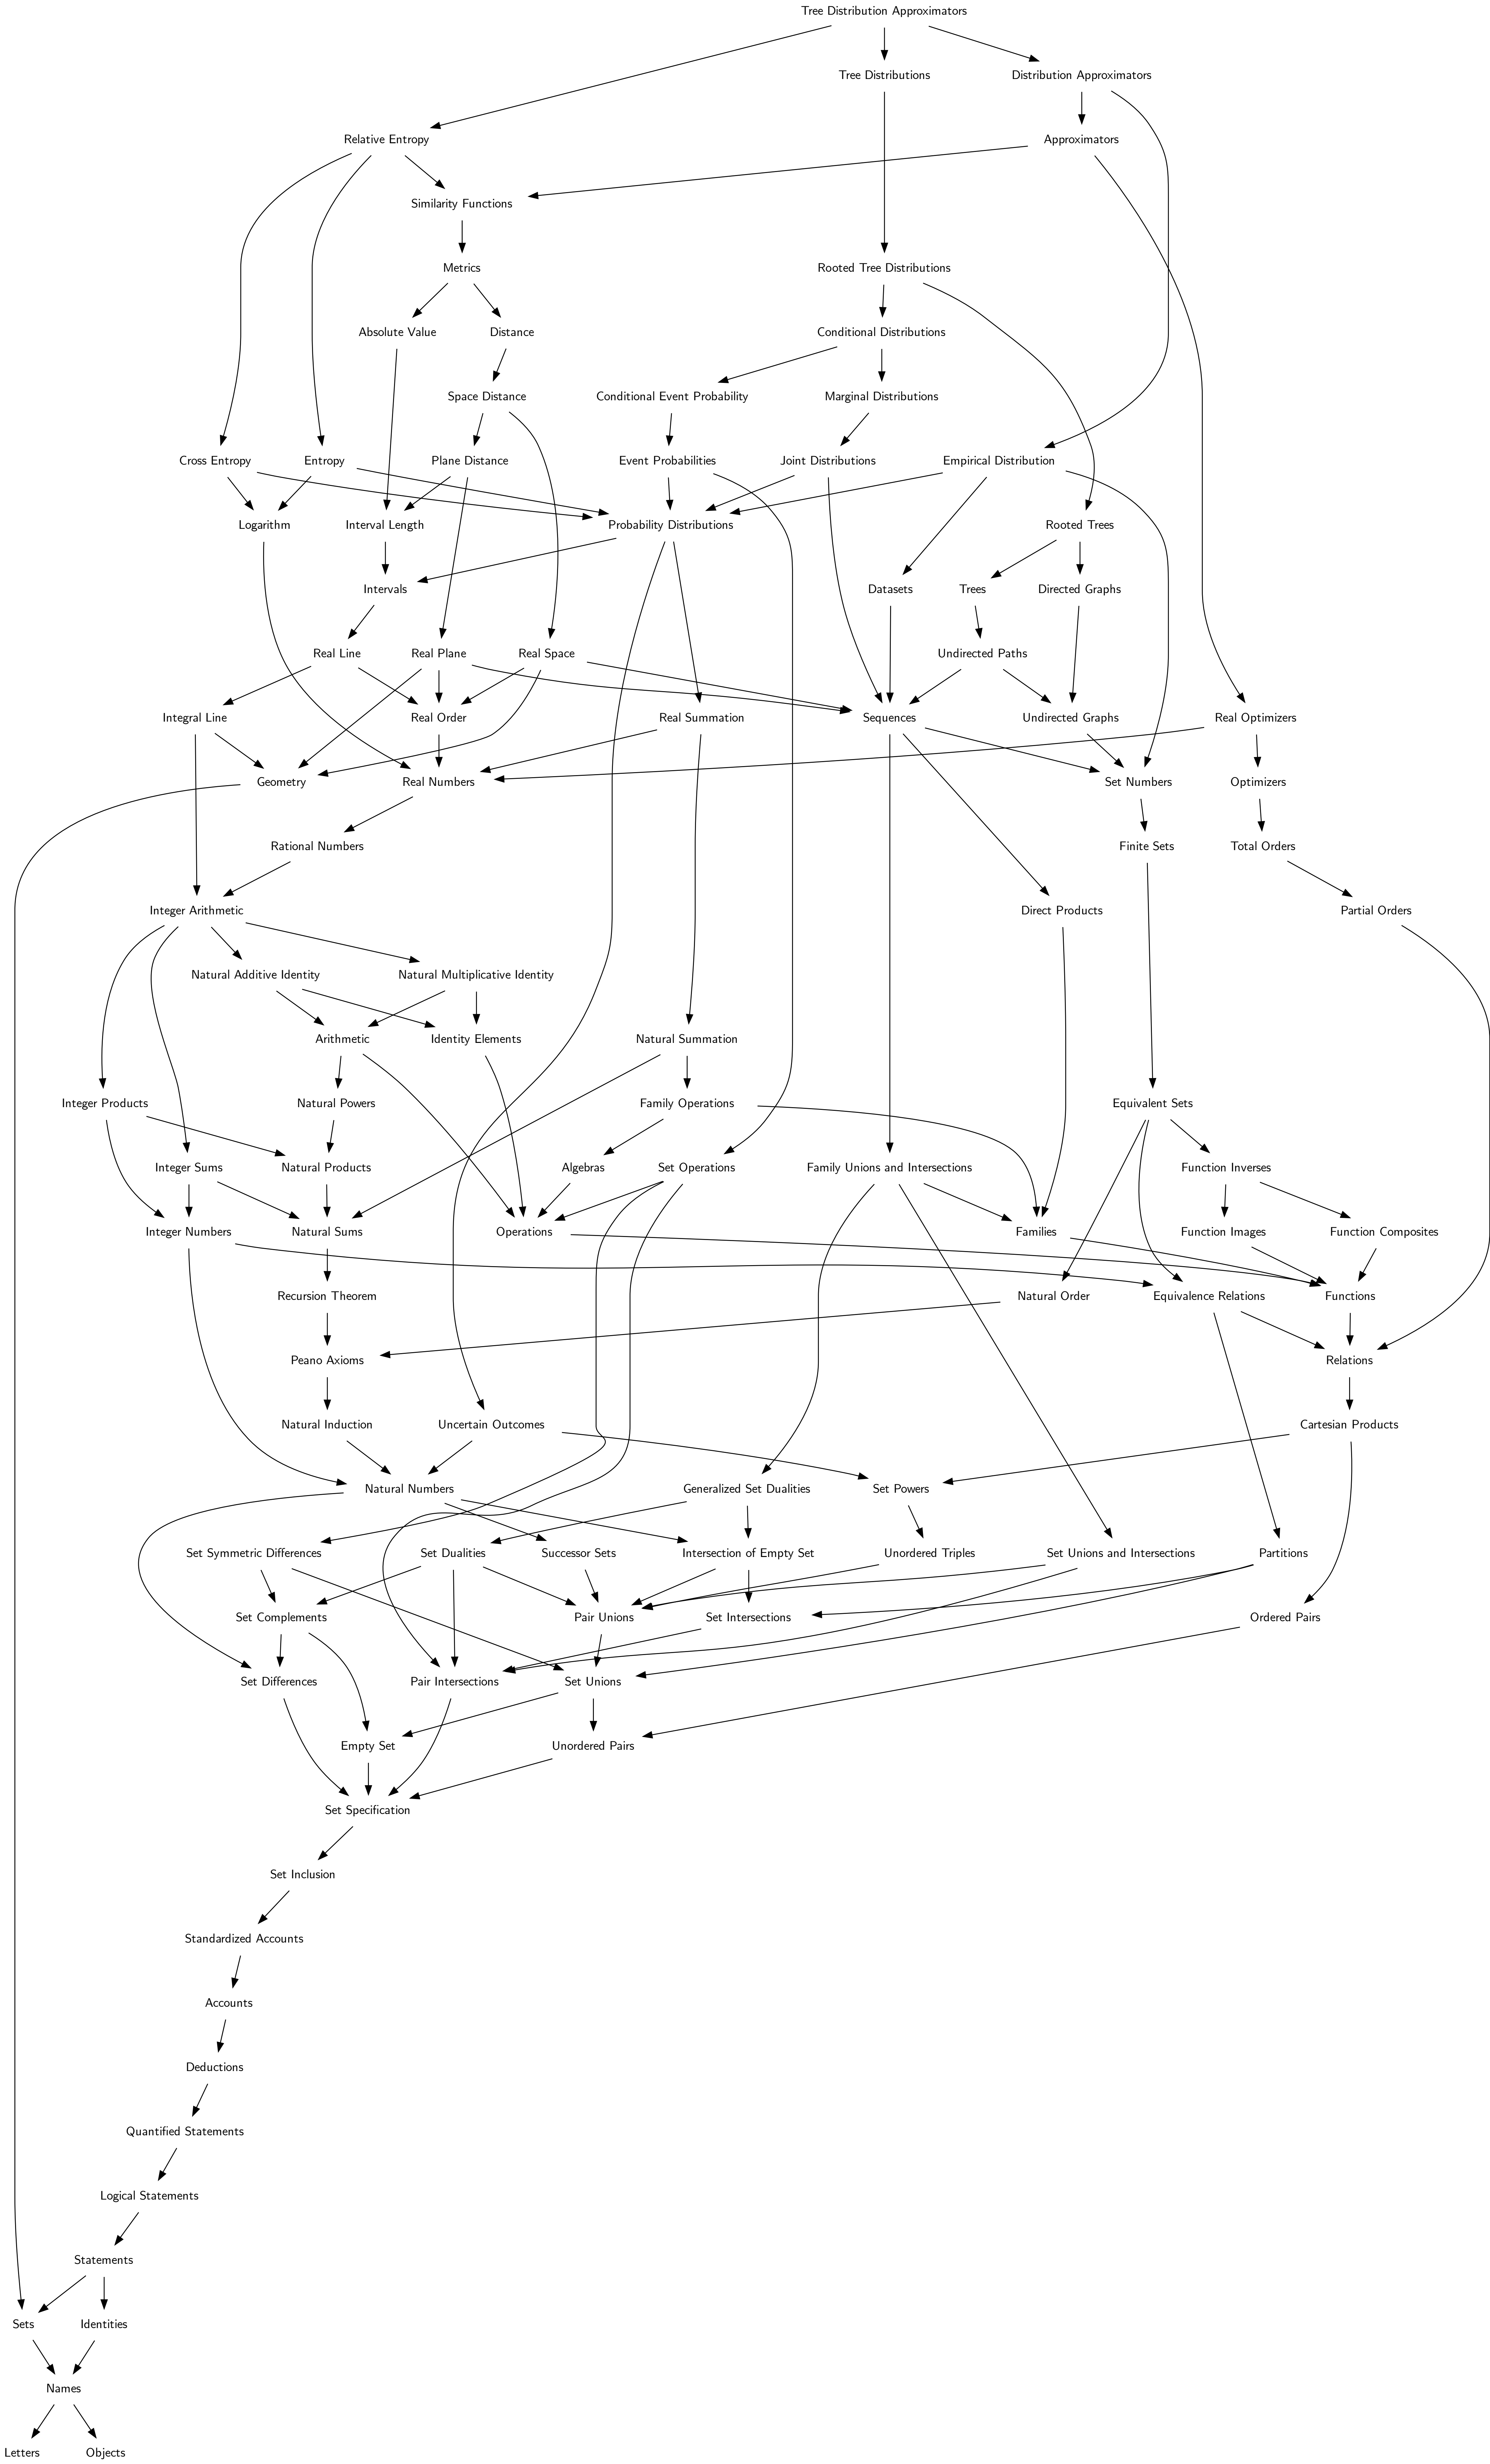 Tree Distribution Approximators
Tree Distributions
Distribution Approximators
Relative Entropy
Approximators
Similarity Functions
Metrics
Rooted Tree Distributions
Absolute Value
Distance
Conditional Distributions
Space Distance
Conditional Event Probability
Marginal Distributions
Cross Entropy
Entropy
Plane Distance
Event Probabilities
Joint Distributions
Empirical Distribution
Logarithm
Interval Length
Probability Distributions
Rooted Trees
Intervals
Datasets
Trees
Directed Graphs
Real Line
Real Plane
Real Space
Undirected Paths
Integral Line
Real Order
Real Summation
Sequences
Undirected Graphs
Real Optimizers
Geometry
Real Numbers
Set Numbers
Optimizers
Rational Numbers
Finite Sets
Total Orders
Integer Arithmetic
Direct Products
Partial Orders
Natural Additive Identity
Natural Multiplicative Identity
Arithmetic
Identity Elements
Natural Summation
Integer Products
Natural Powers
Family Operations
Equivalent Sets
Integer Sums
Natural Products
Algebras
Set Operations
Family Unions and Intersections
Function Inverses
Integer Numbers
Natural Sums
Operations
Families
Function Images
Function Composites
Recursion Theorem
Natural Order
Equivalence Relations
Functions
Peano Axioms
Relations
Natural Induction
Uncertain Outcomes
Cartesian Products
Natural Numbers
Generalized Set Dualities
Set Powers
Set Symmetric Differences
Set Dualities
Successor Sets
Intersection of Empty Set
Unordered Triples
Set Unions and Intersections
Partitions
Set Complements
Pair Unions
Set Intersections
Ordered Pairs
Set Differences
Pair Intersections
Set Unions
Empty Set
Unordered Pairs
Set Specification
Set Inclusion
Standardized Accounts
Accounts
Deductions
Quantified Statements
Logical Statements
Statements
Sets
Identities
Names
Letters
Objects